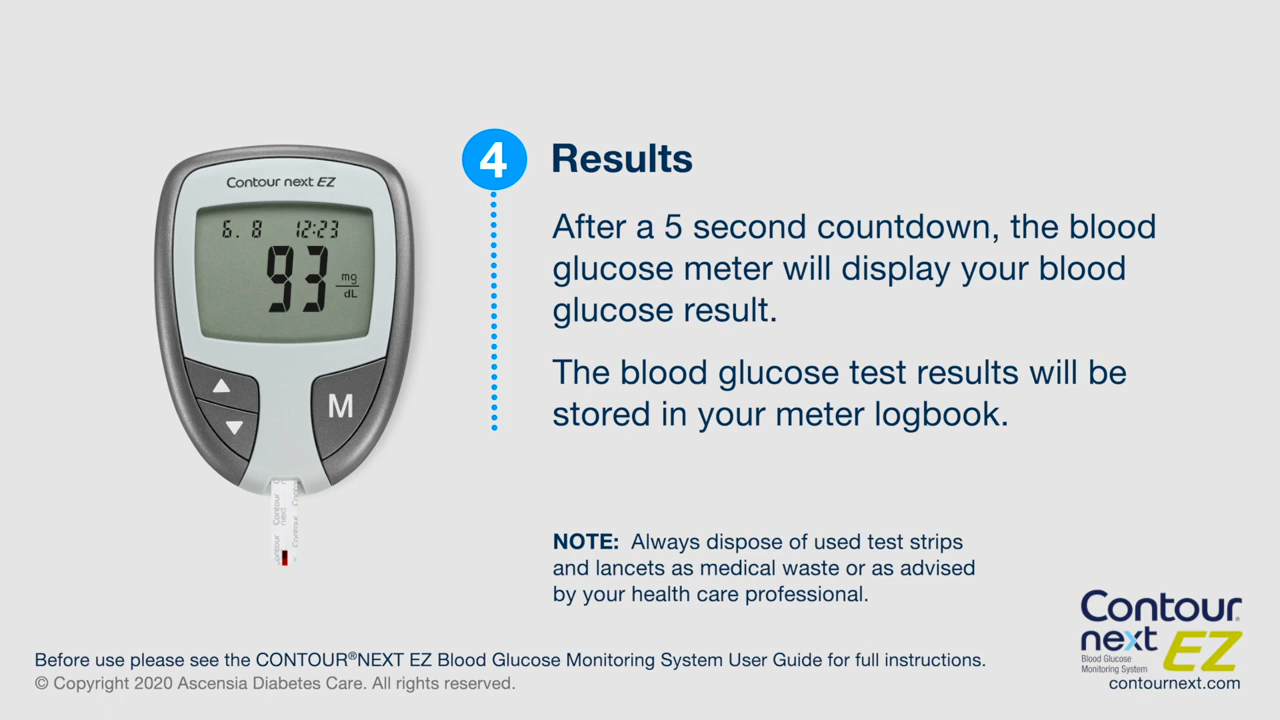 Contour next EZ
6. 8 12:23
93 mg/dL
M
Contour next
Contour
4 Results
After a 5 second countdown, the blood
glucose meter will display your blood
glucose result.
The blood glucose test results will be
stored in your meter logbook.
NOTE: Always dispose of used test strips
and lancets as medical waste or as advised
by your health care professional.
Before use please see the CONTOUR®NEXT EZ Blood Glucose Monitoring System User Guide for full instructions.
© Copyright 2020 Ascensia Diabetes Care. All rights reserved.
Contour®
next EZ
Blood Glucose
Monitoring System
contournext.com